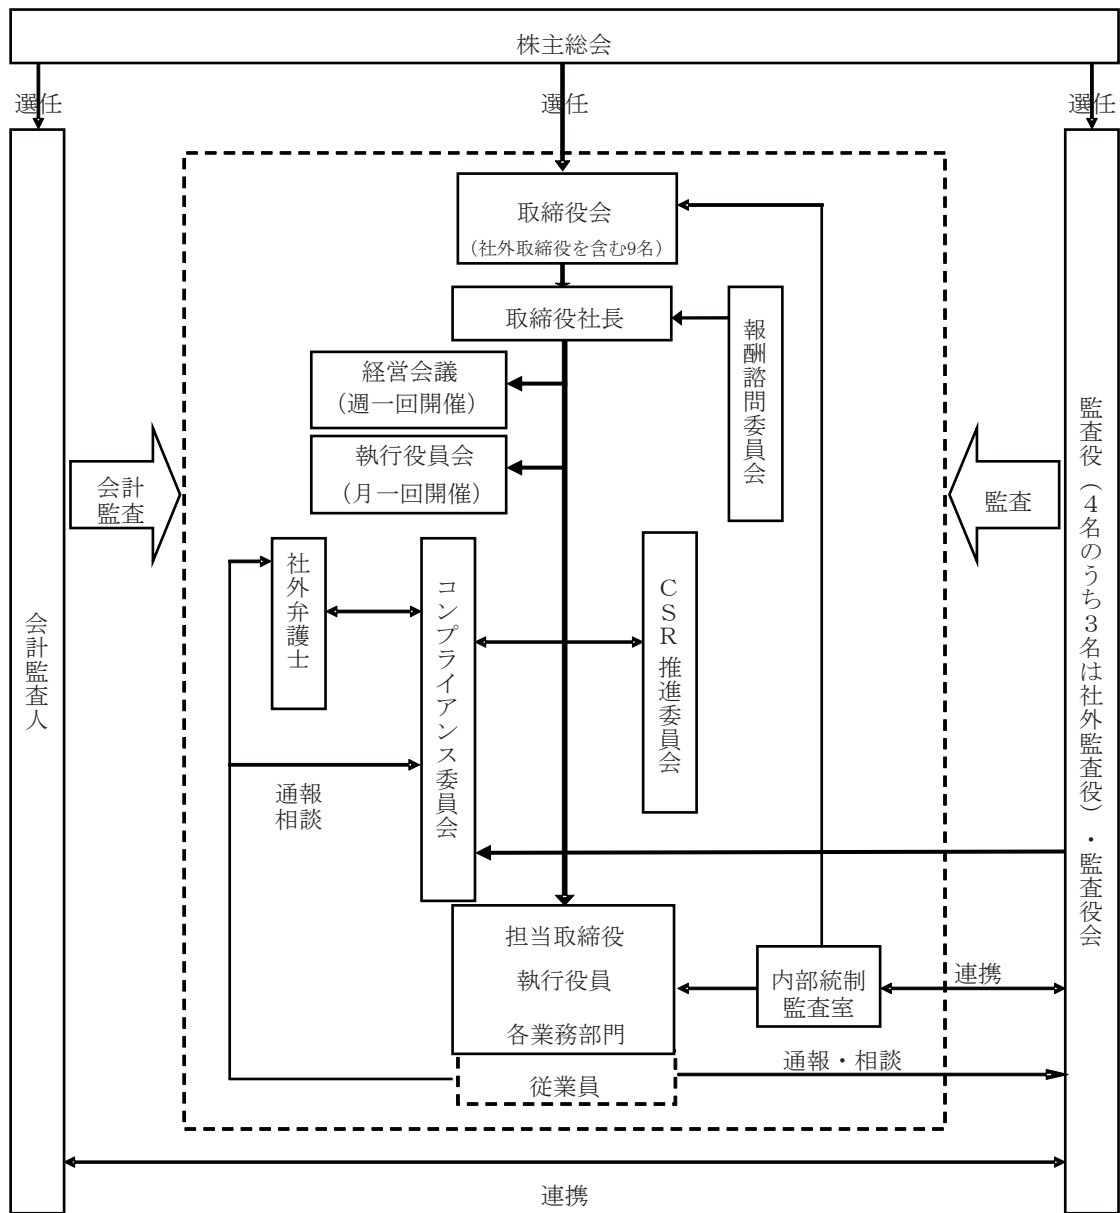 株主総会
選任
選任
選任
取締役会
（社外取締役を含む9名）
取締役社長
報酬諮問委員会
経営会議
（週一回開催）
執行役員会
（月一回開催）
会計
監査
監査
社外弁護士
コンプライアンス委員会
ＣＳＲ推進委員会
会計監査人
監査役（４名のうち３名は社外監査役）・監査役会
通報
相談
担当取締役
執行役員
各業務部門
内部統制
監査室
連携
従業員
通報・相談
連携